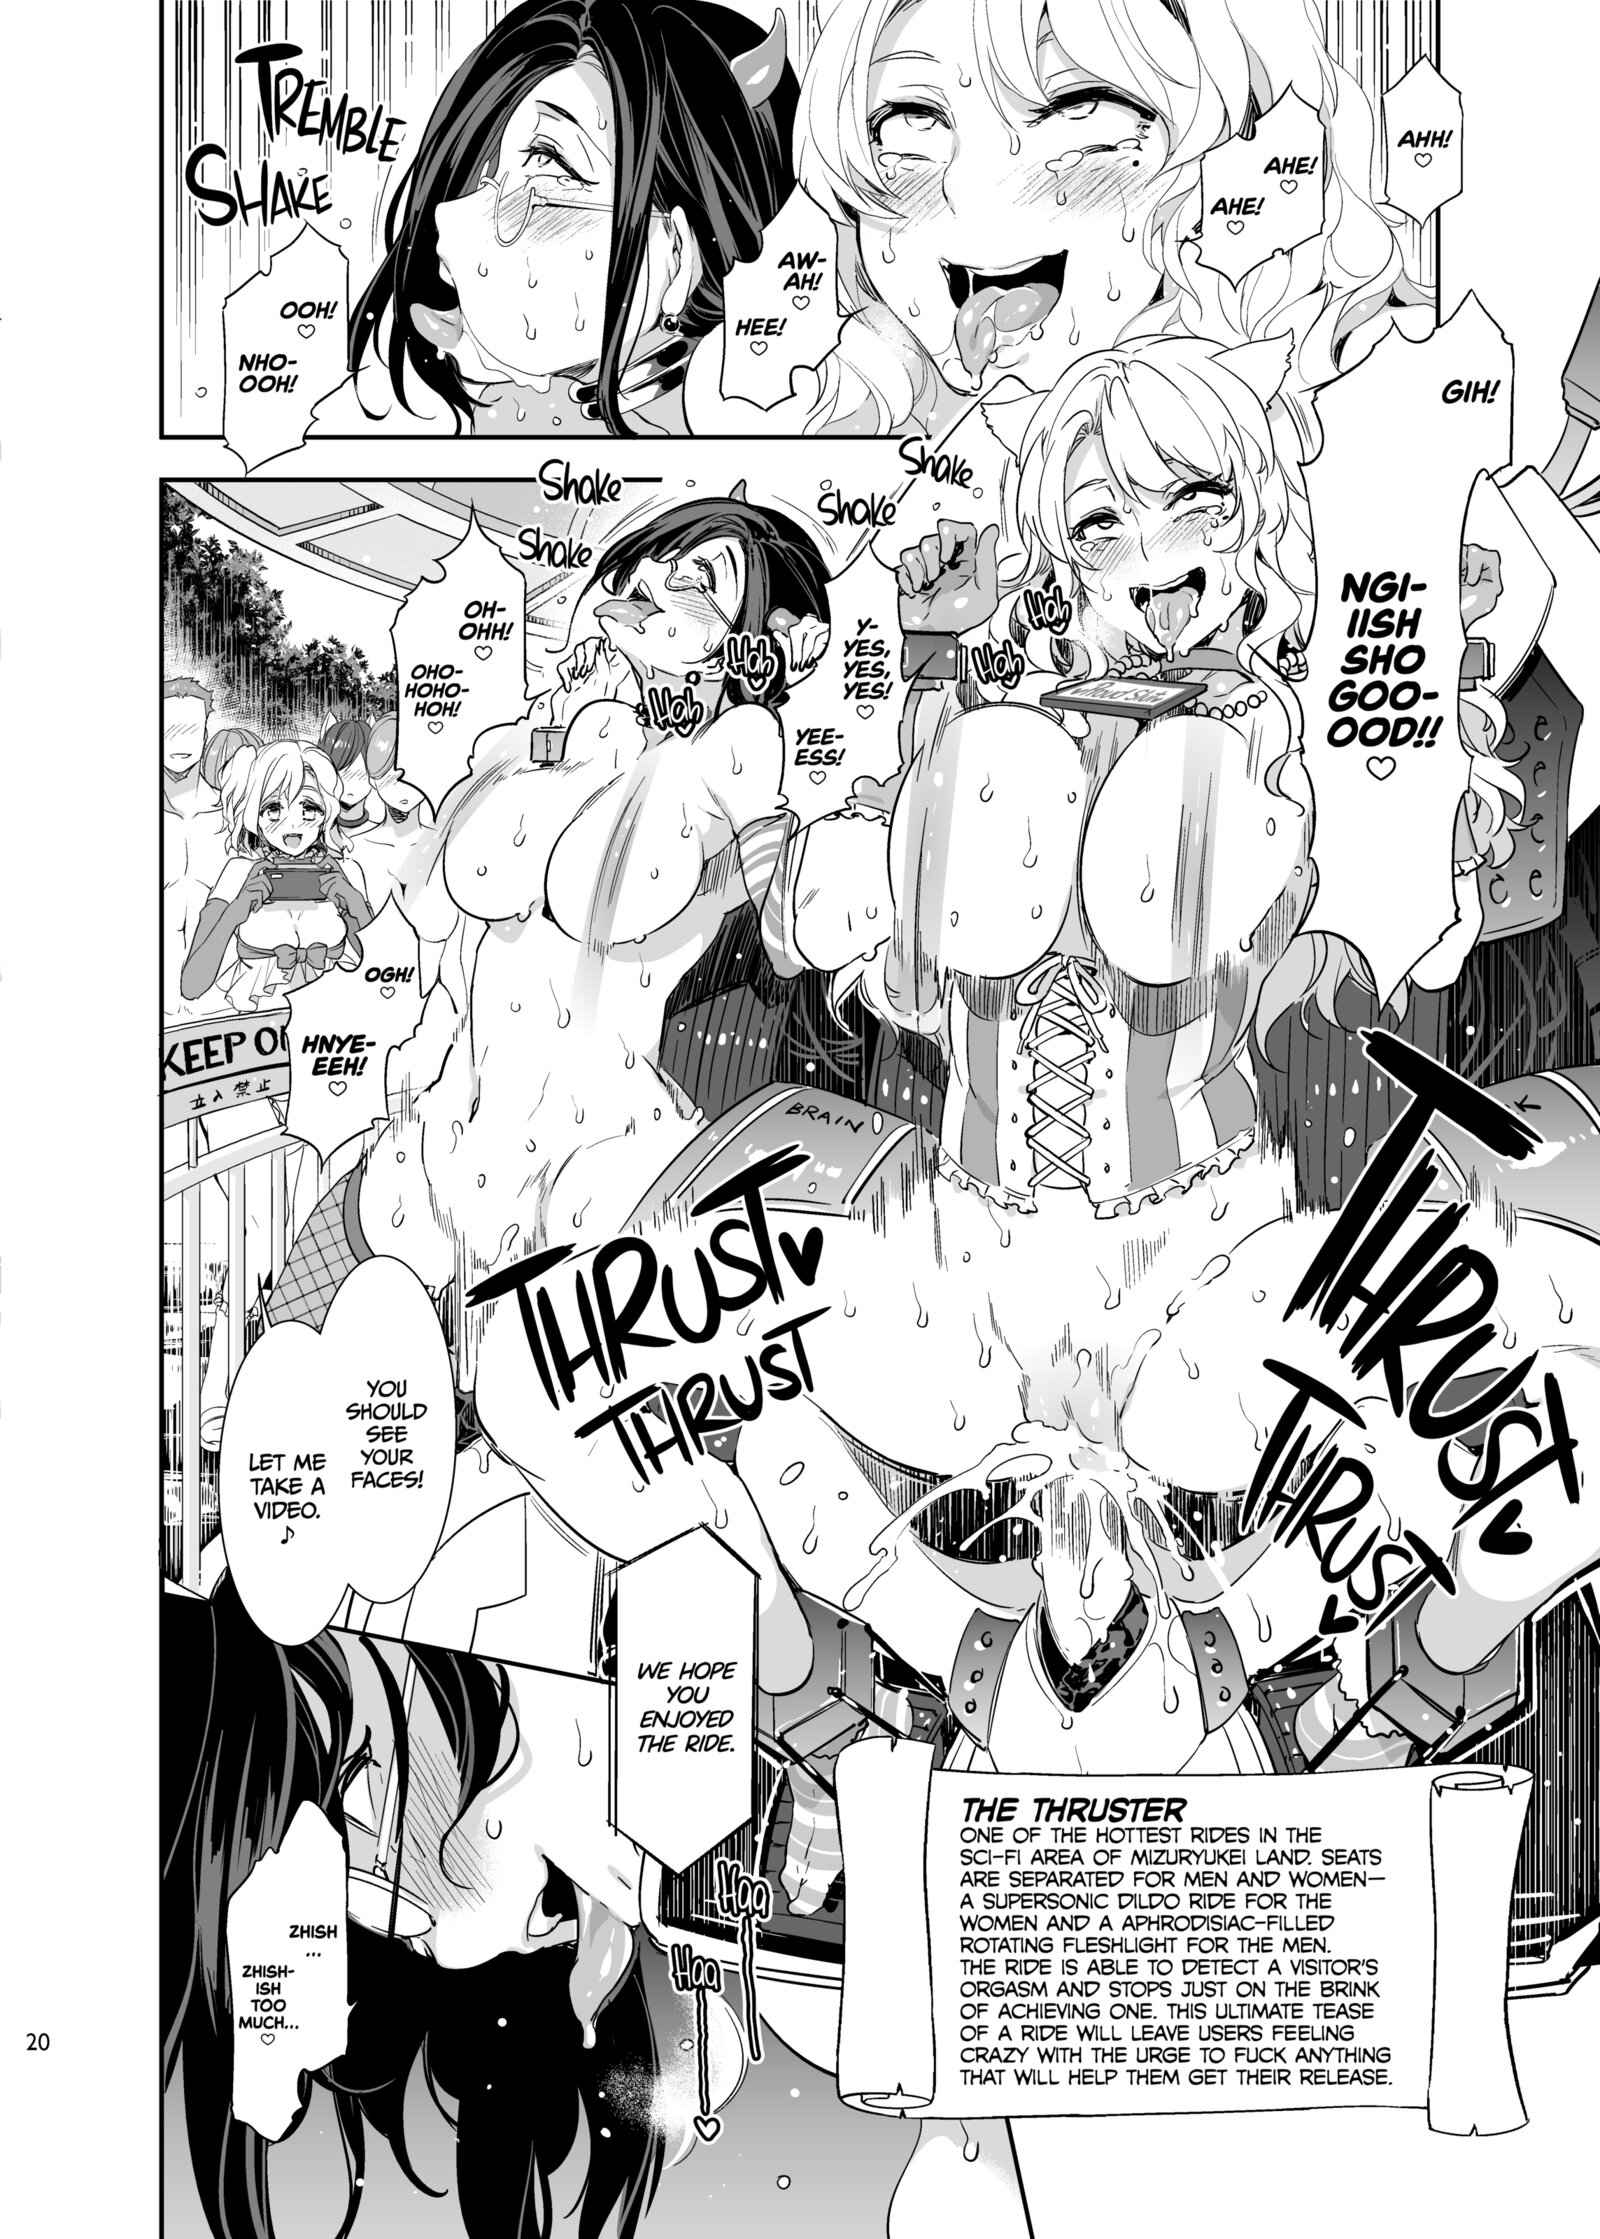 AHH!
♡
AHE!
♡
AHE!
♡
AW-
AH!
♡
HEE!
♡
TREMBLE
SHAKE
OOH!
♡
NHO-
OOH!
GIH!
NGI-
IISH
SHO
GOO-
OOD!!
♡
Shake
Shake
Shake
Shake
Y-
YES,
YES,
YES!
♡
YEE-
ESS!
♡
Hah
Hah
Hah
Hah
Hah
OH-
OHH!
♡
OHO-
HOHO-
HOH!
♡
OGH!
♡
HNYE-
EEH!
♡
KEEP O
立入禁止
BRAIN
THRUST ♥
THRUST
THRUST ♥
THRUST ♥
YOU
SHOULD
SEE
YOUR
FACES!
LET ME
TAKE A
VIDEO.
♪
WE HOPE
YOU
ENJOYED
THE RIDE.
Haa
Haa
ZHISH
...
ZHISH-
ISH
TOO
MUCH...
♡
THE THRUSTER
ONE OF THE HOTTEST RIDES IN THE
SCI-FI AREA OF MIZURYUKEI LAND. SEATS
ARE SEPARATED FOR MEN AND WOMEN—
A SUPERSONIC DILDO RIDE FOR THE
WOMEN AND A APHRODISIAC-FILLED
ROTATING FLESHLIGHT FOR THE MEN.
THE RIDE IS ABLE TO DETECT A VISITOR'S
ORGASM AND STOPS JUST ON THE BRINK
OF ACHIEVING ONE. THIS ULTIMATE TEASE
OF A RIDE WILL LEAVE USERS FEELING
CRAZY WITH THE URGE TO FUCK ANYTHING
THAT WILL HELP THEM GET THEIR RELEASE.
20